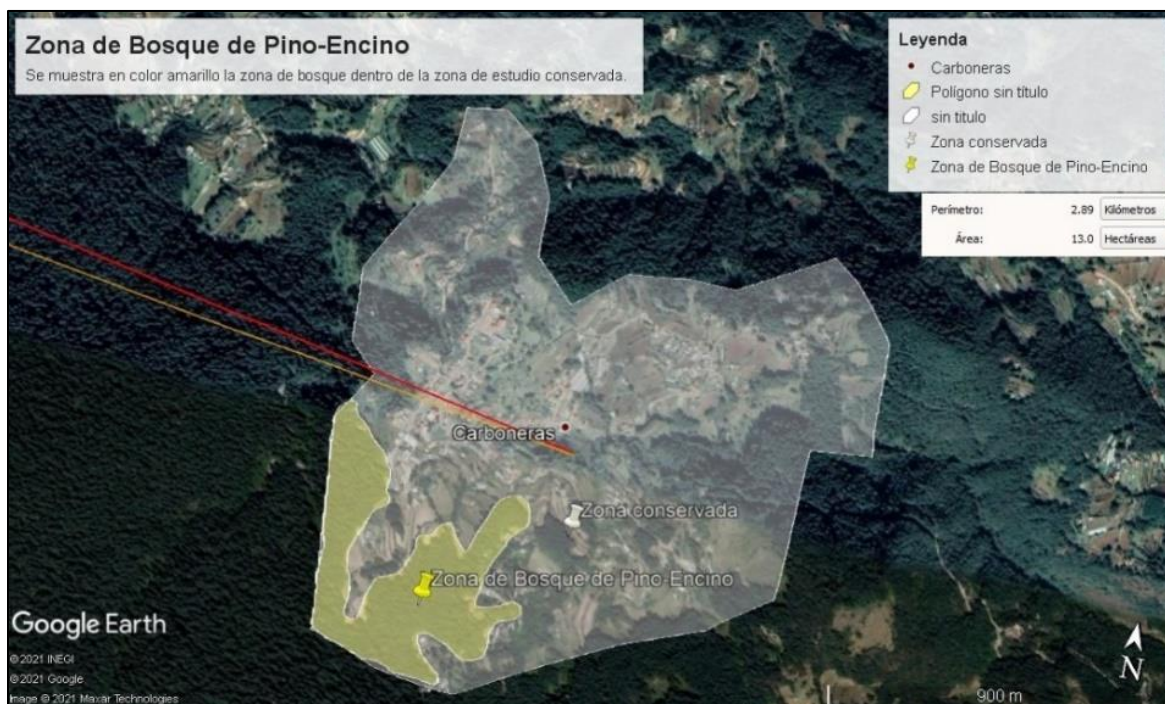 Zona de Bosque de Pino-Encino
Se muestra en color amarillo la zona de bosque dentro de la zona de estudio conservada.
Leyenda
Carboneras
Polígono sin título
sin titulo
Zona conservada
Zona de Bosque de Pino-Encino
Perímetro: 2.89 Kilómetros
Área: 13.0 Hectáreas
Carboneras
Zona conservada
Zona de Bosque de Pino-Encino
Google Earth
© 2021 INEGI
© 2021 Google
Image © 2021 Maxar Technologies
N
900 m